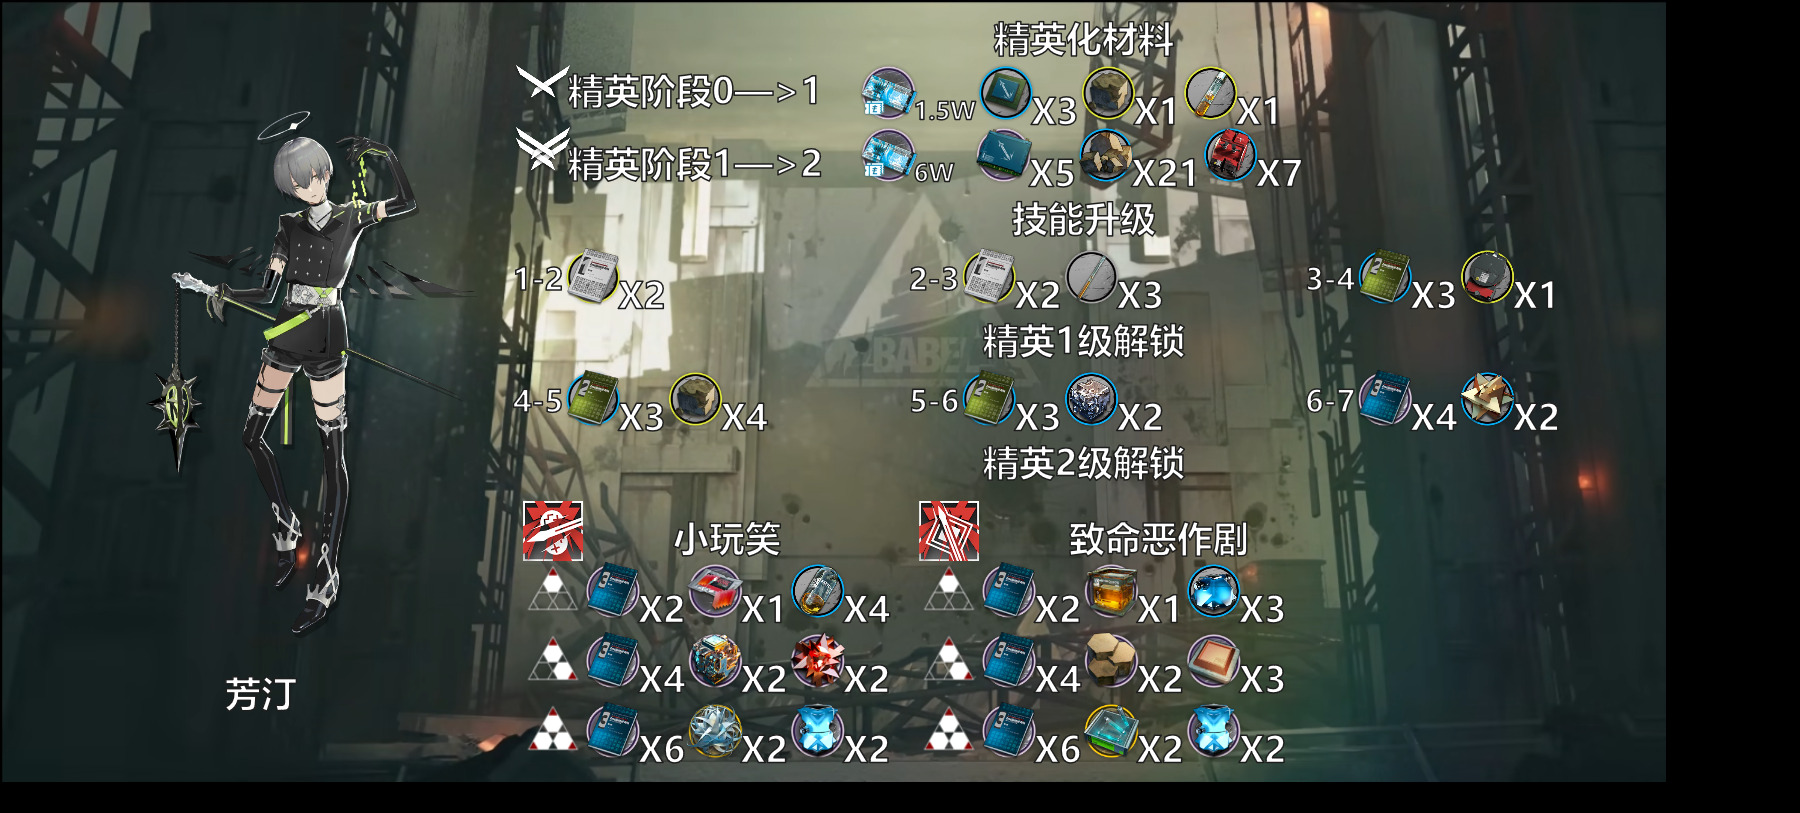 精英化材料
精英阶段0—>1 1.5W X3 X1 X1
精英阶段1—>2 6W X5 X21 X7
技能升级
1-2 X2 2-3 X2 X3 3-4 X3 X1
精英1级解锁
BABEL
4-5 X3 X4 5-6 X3 X2 6-7 X4 X2
精英2级解锁
小玩笑 致命恶作剧
X2 X1 X4 X2 X1 X3
X4 X2 X2 X4 X2 X3
芳汀
X6 X2 X2 X6 X2 X2